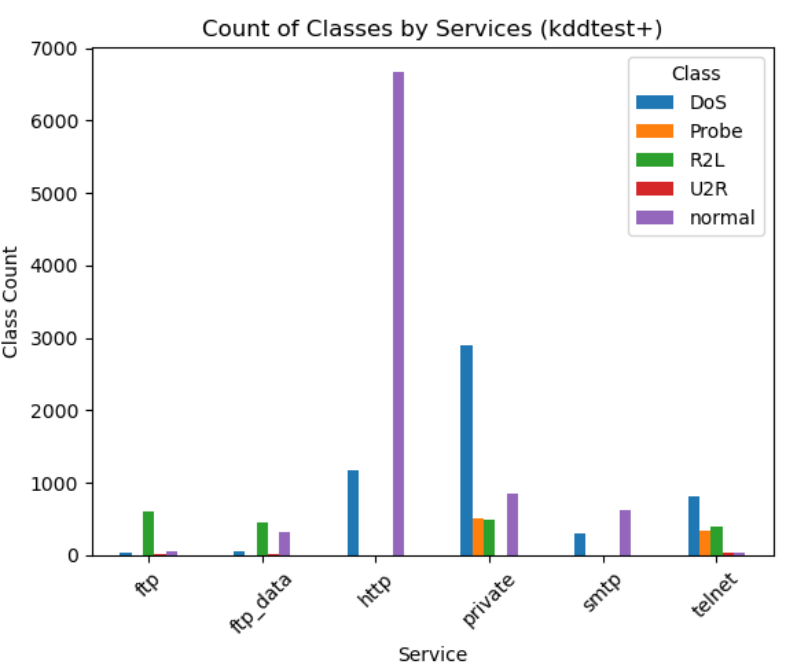 Count of Classes by Services (kddtest+)
7000
6000
5000
4000
3000
2000
1000
0
Class Count
Class
DoS
Probe
R2L
U2R
normal
ftp
ftp_data
http
private
smtp
telnet
Service